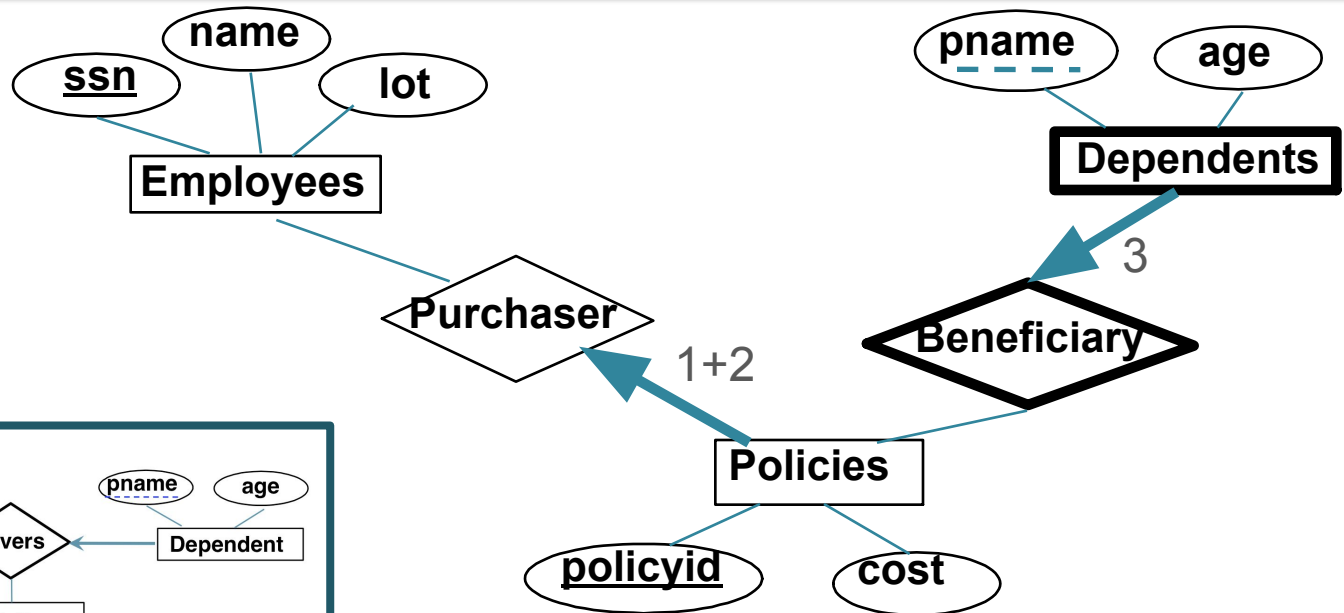 name
pname
age
ssn
lot
Dependents
Employees
3
Purchaser
Beneficiary
1+2
Policies
pname
age
vers
Dependent
policyid
cost